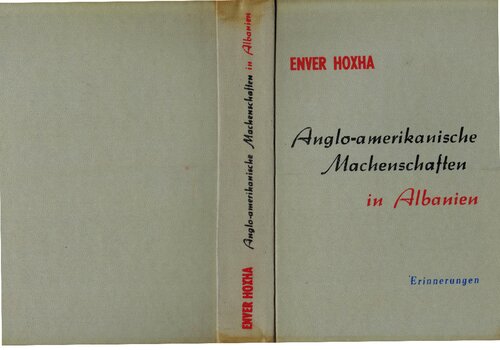 ENVER HOXHA Anglo-amerikanische Machenschaften in Albanien
ENVER HOXHA
Anglo-amerikanische
Machenschaften
in Albanien
Erinnerungen